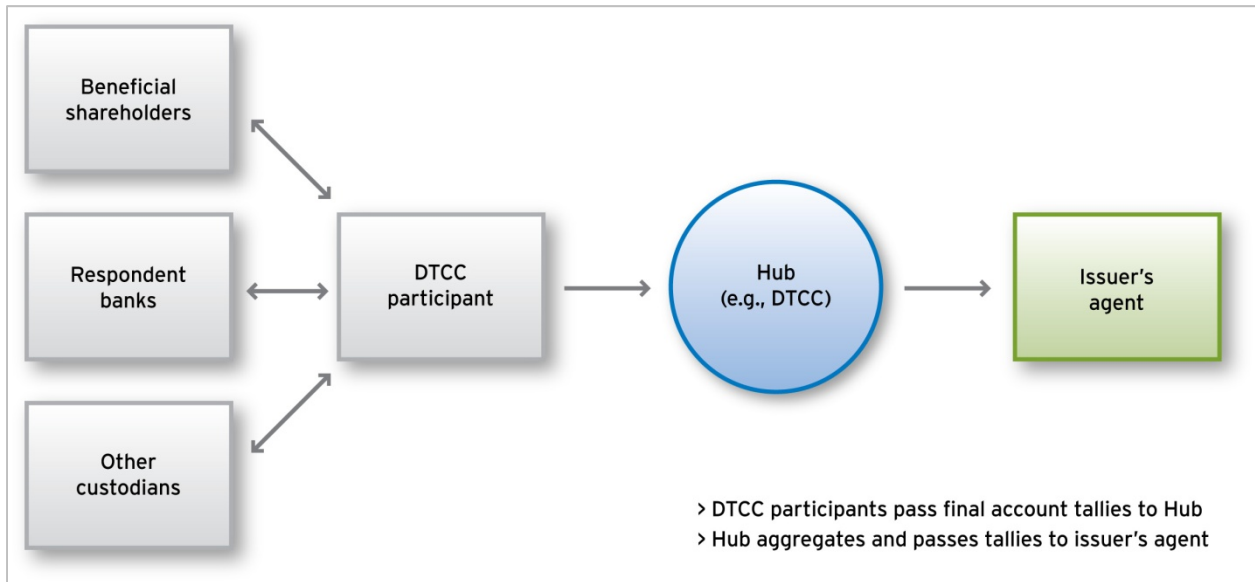 Beneficial
shareholders
Respondent
banks
Other
custodians
DTCC
participant
Hub
(e.g., DTCC)
Issuer’s
agent
> DTCC participants pass final account tallies to Hub
> Hub aggregates and passes tallies to issuer’s agent